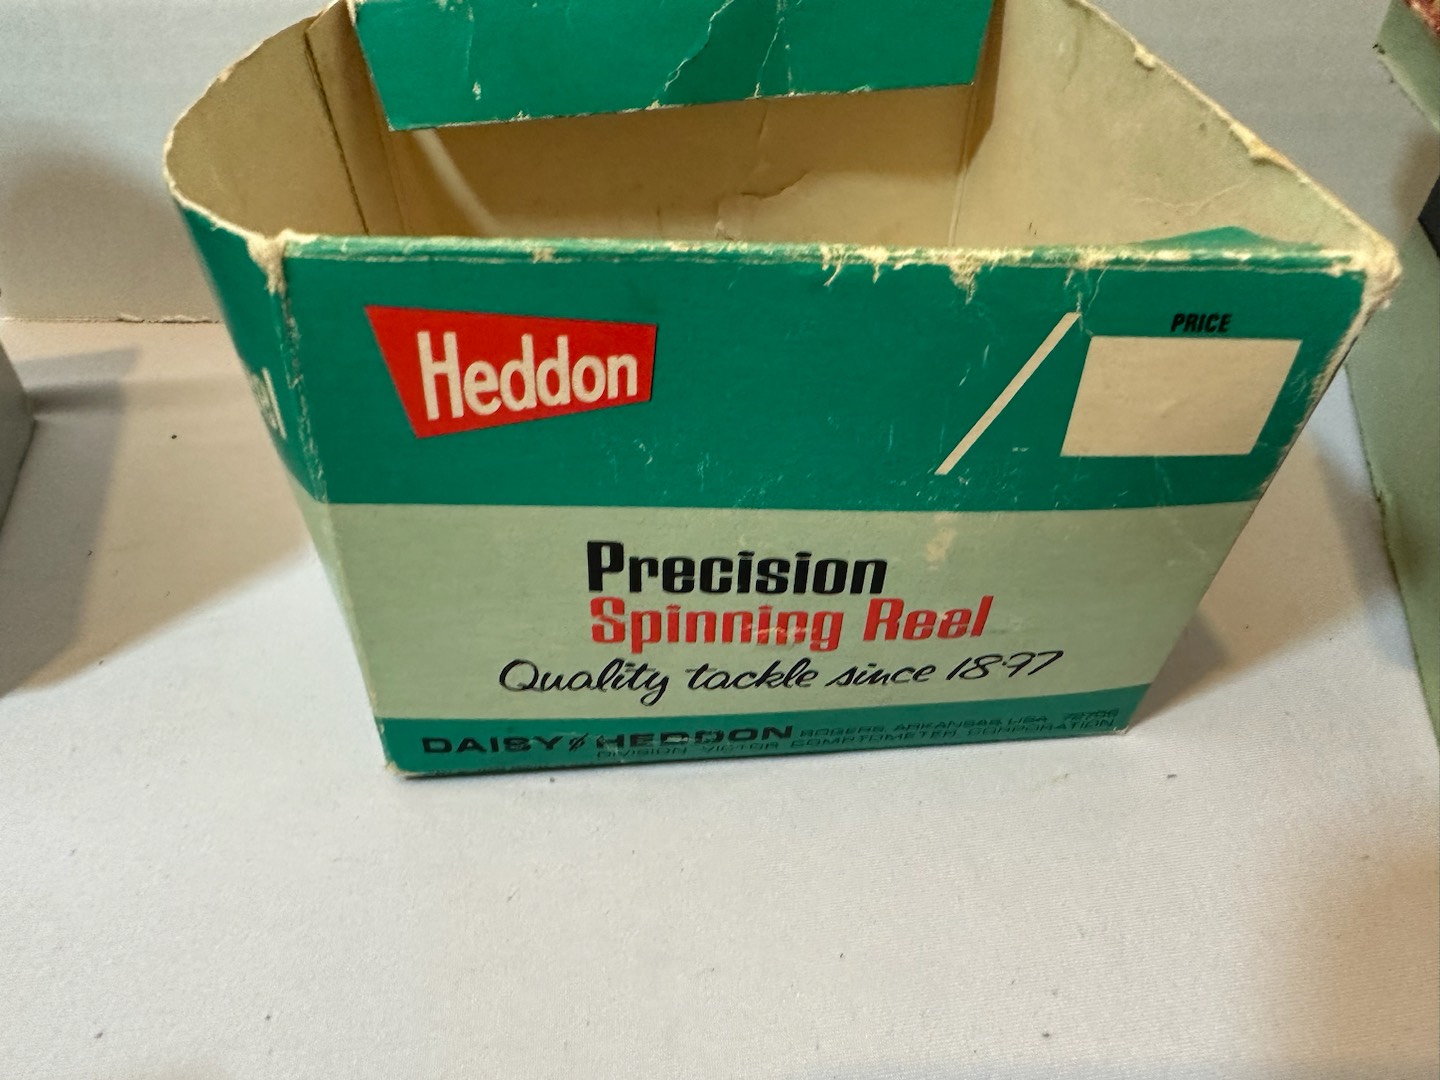 Heddon
PRICE
Precision
Spinning Reel
Quality tackle since 1897
DAISY / HEDDON ROGERS, ARKANSAS, USA 72756
DIVISION VICTOR COMPTOMETER CORPORATION